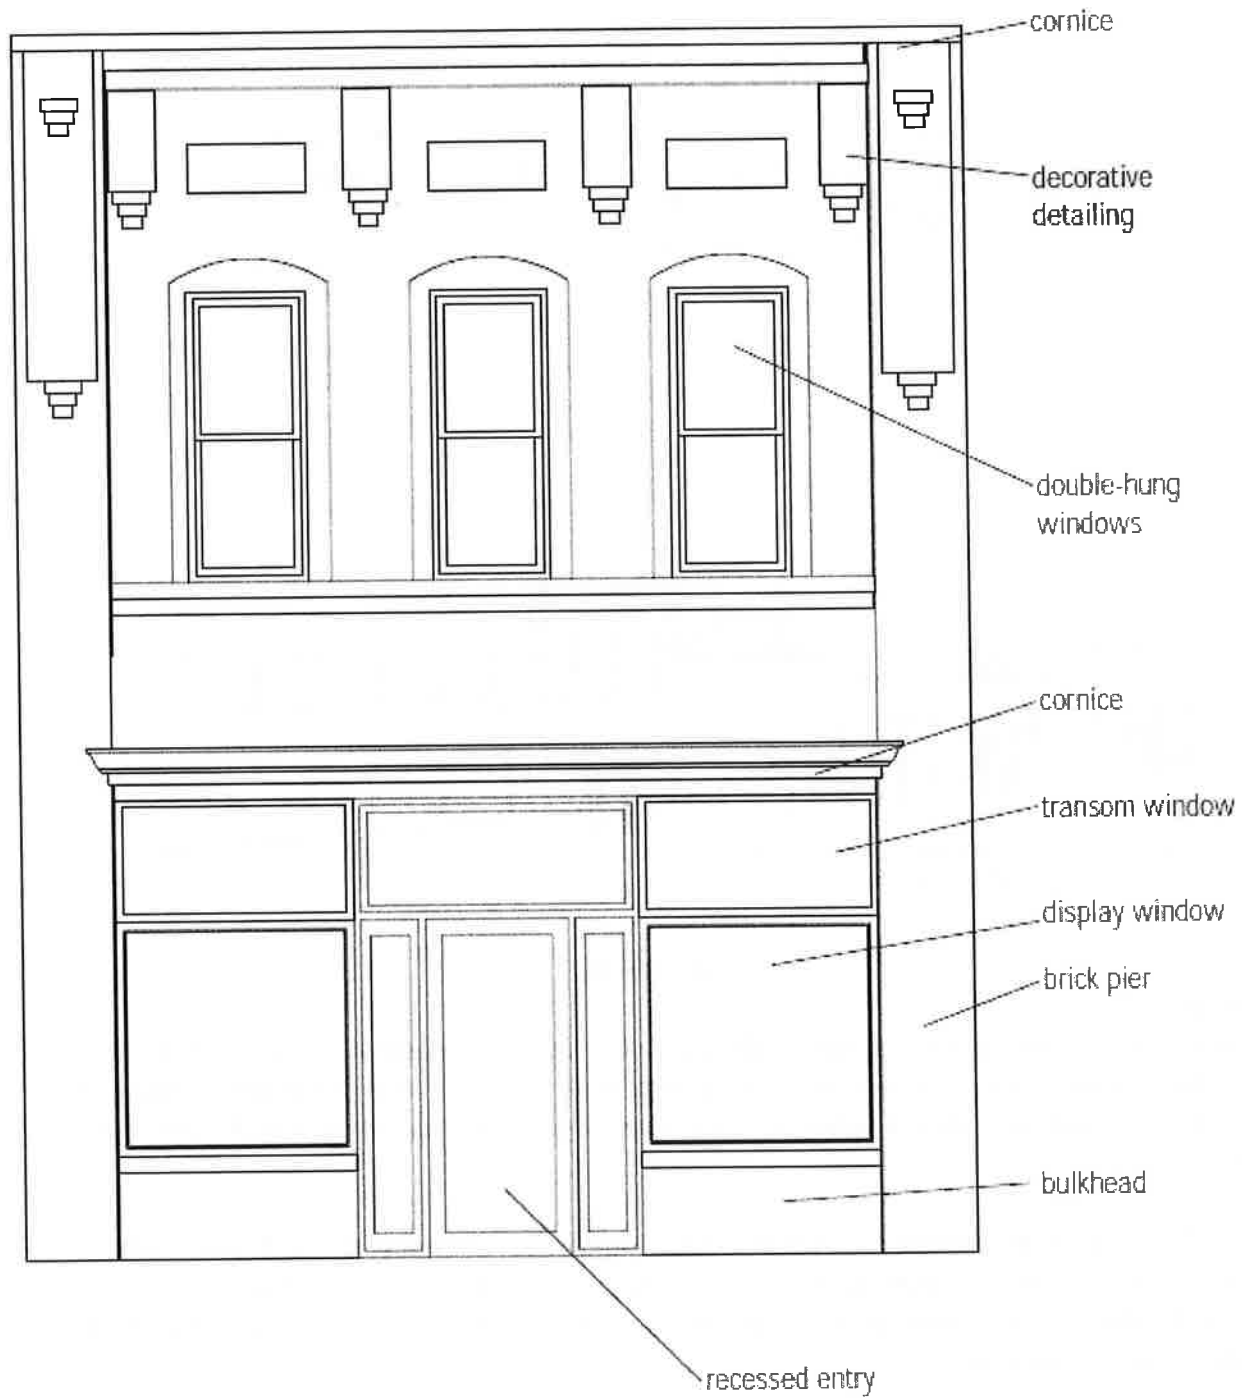 cornice
decorative
detailing
double-hung
windows
cornice
transom window
display window
brick pier
bulkhead
recessed entry